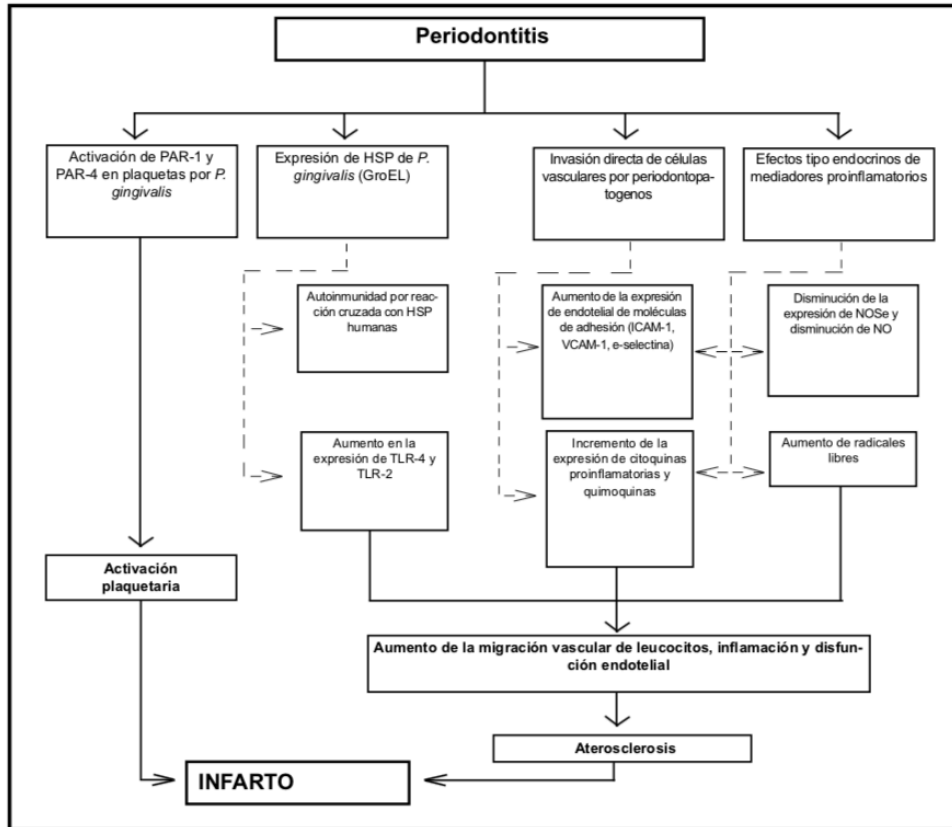 Periodontitis
Activación de PAR-1 y
PAR-4 en plaquetas por P.
gingivalis
Expresión de HSP de P.
gingivalis (GroEL)
Invasión directa de células
vasculares por periodontopa-
togenos
Efectos tipo endocrinos de
mediadores proinflamatorios
Autoinmunidad por reac-
ción cruzada con HSP
humanas
Aumento de la expresión
de endotelial de moléculas
de adhesión (ICAM-1,
VCAM-1, e-selectina)
Disminución de la
expresión de NOSe y
disminución de NO
Aumento en la
expresión de TLR-4 y
TLR-2
Incremento de la
expresión de citoquinas
proinflamatorias y
quimoquinas
Aumento de radicales
libres
Activación
plaquetaria
Aumento de la migración vascular de leucocitos, inflamación y disfun-
ción endotelial
Aterosclerosis
INFARTO